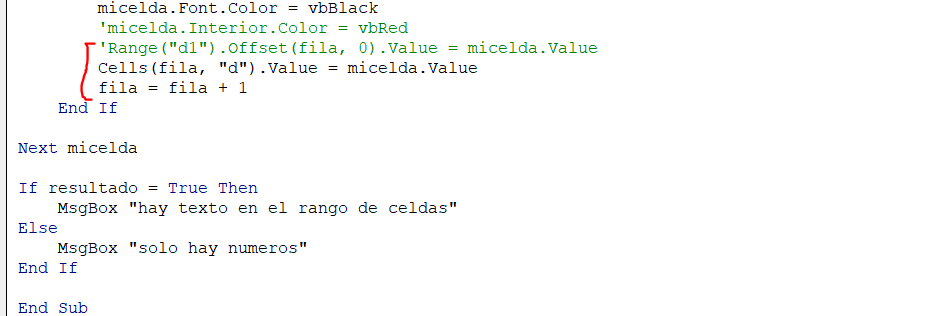 micelda.Font.Color = vbBlack
'micelda.Interior.Color = vbRed
'Range("d1").Offset(fila, 0).Value = micelda.Value
Cells(fila, "d").Value = micelda.Value
fila = fila + 1
End If
Next micelda
If resultado = True Then
MsgBox "hay texto en el rango de celdas"
Else
MsgBox "solo hay numeros"
End If
End Sub